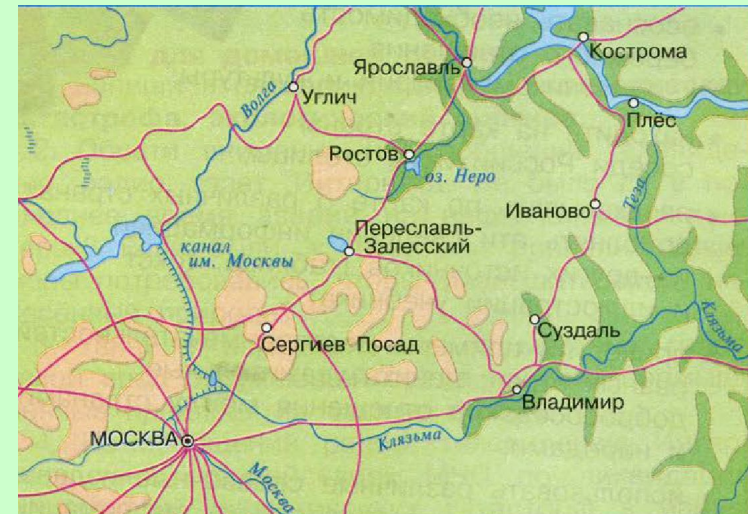 Кострома
Ярославль
Волга
Углич
Плёс
Ростов
оз. Неро
Теза
Иваново
Переславль-
Залесский
канал
им. Москвы
Клязьма
Сергиев Посад
Суздаль
Владимир
МОСКВА
Клязьма
Москва